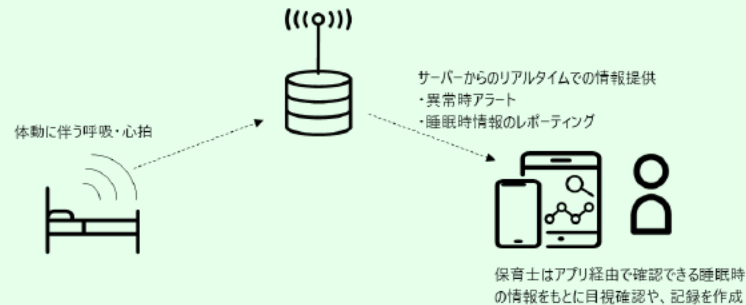 体動に伴う呼吸・心拍
サーバーからのリアルタイムでの情報提供
・異常時アラート
・睡眠時情報のレポーティング
保育士はアプリ経由で確認できる睡眠時
の情報をもとに目視確認や、記録を作成